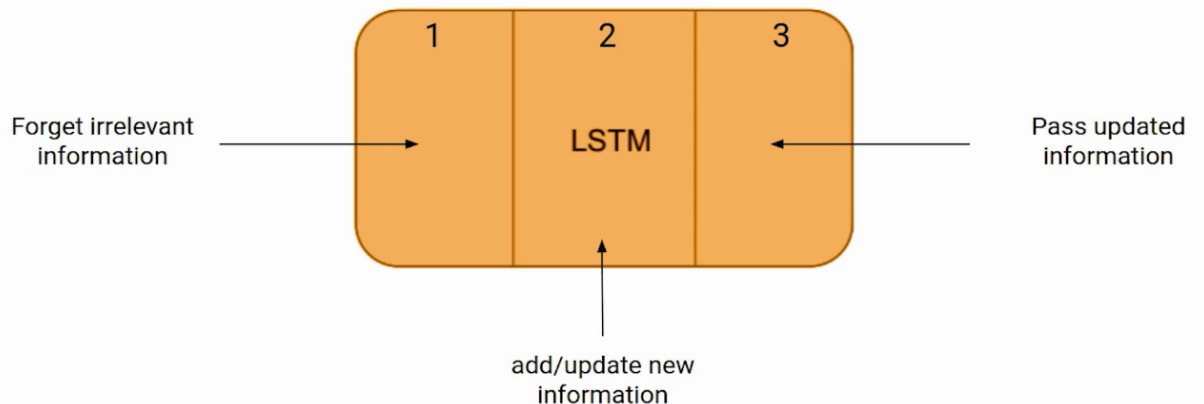 1
2
3
Forget irrelevant
information
LSTM
Pass updated
information
add/update new
information